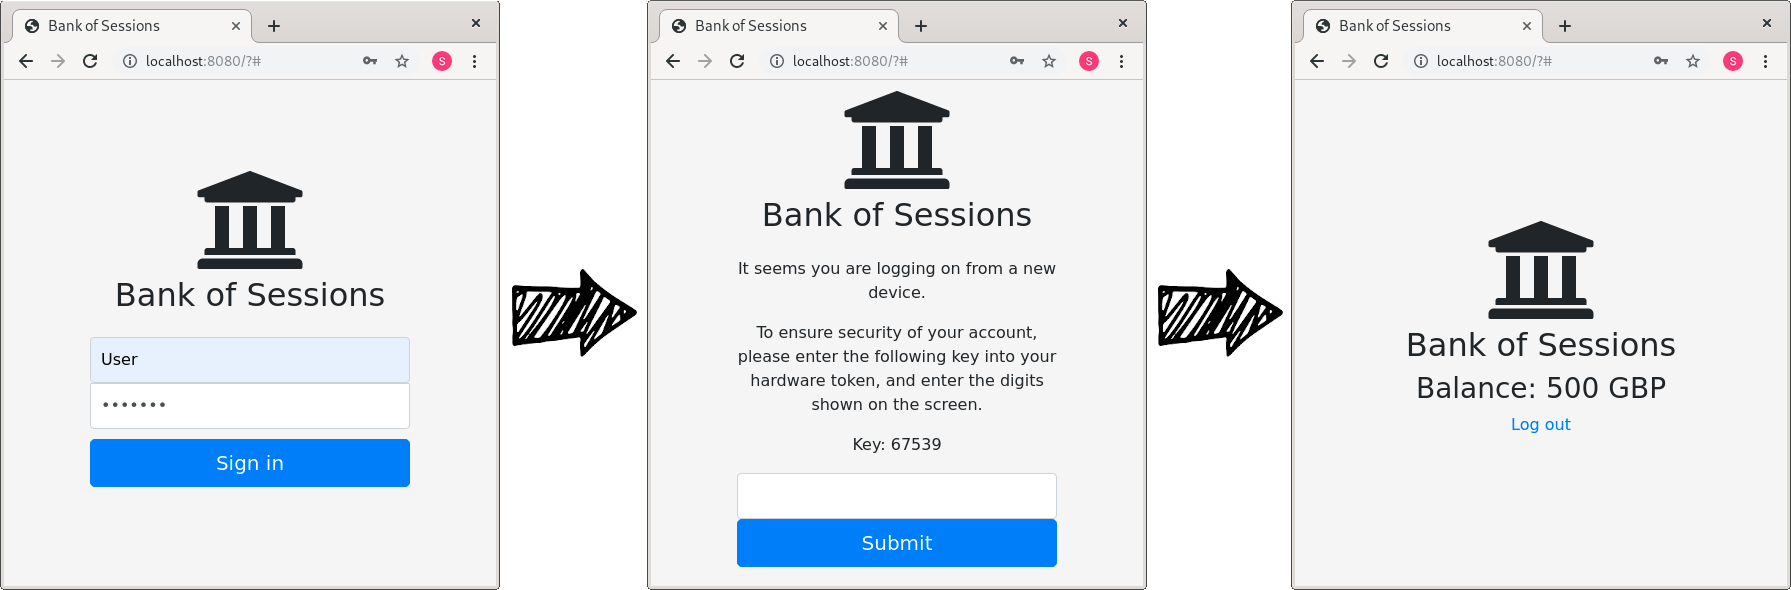 Bank of Sessions
localhost:8080/?#
S
Bank of Sessions
User
•••••••
Sign in
Bank of Sessions
localhost:8080/?#
S
Bank of Sessions
It seems you are logging on from a new
device.
To ensure security of your account,
please enter the following key into your
hardware token, and enter the digits
shown on the screen.
Key: 67539
Submit
Bank of Sessions
localhost:8080/?#
S
Bank of Sessions
Balance: 500 GBP
Log out